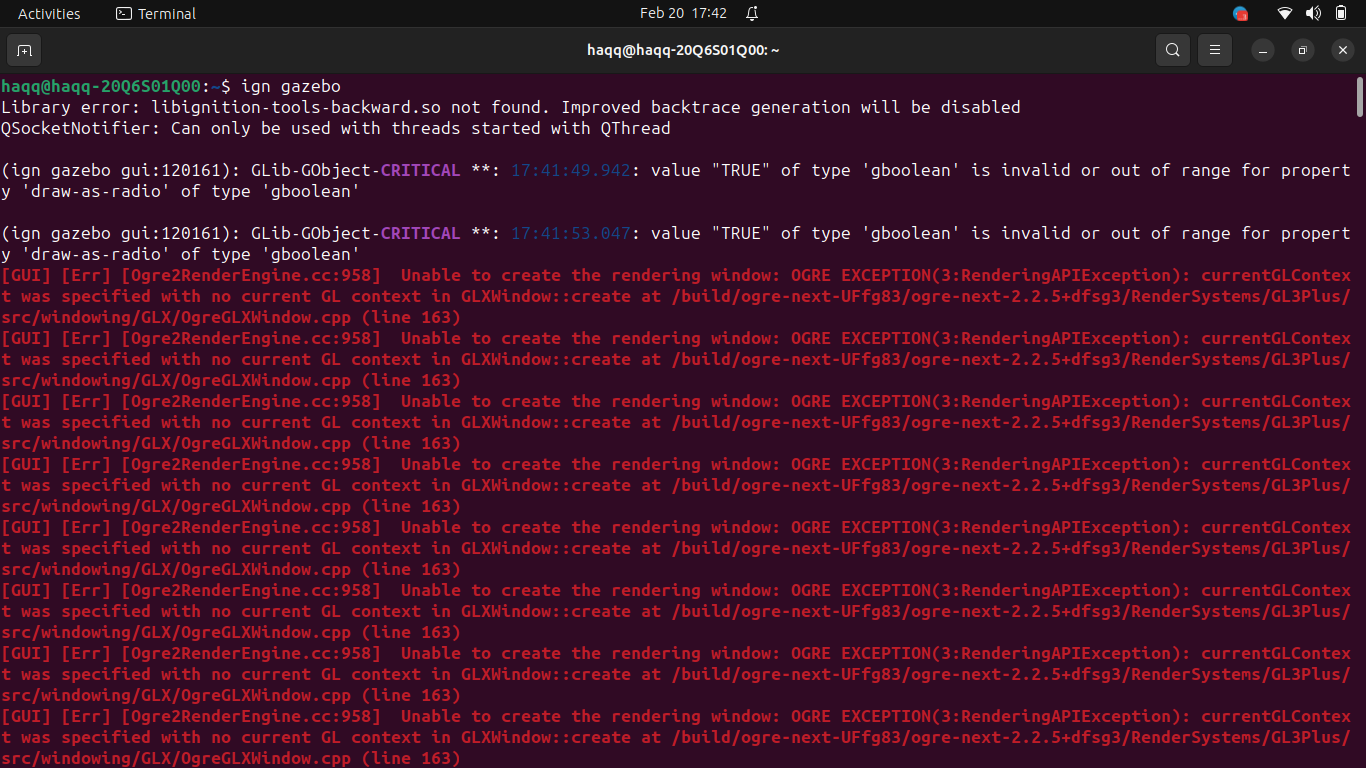 Activities
Terminal
Feb 20 17:42
haqq@haqq-20Q6S01Q00: ~
haqq@haqq-20Q6S01Q00:~$ ign gazebo
Library error: libignition-tools-backward.so not found. Improved backtrace generation will be disabled
QSocketNotifier: Can only be used with threads started with QThread
(ign gazebo gui:120161): GLib-GObject-CRITICAL **: 17:41:49.942: value "TRUE" of type 'gboolean' is invalid or out of range for propert
y 'draw-as-radio' of type 'gboolean'
(ign gazebo gui:120161): GLib-GObject-CRITICAL **: 17:41:53.047: value "TRUE" of type 'gboolean' is invalid or out of range for propert
y 'draw-as-radio' of type 'gboolean'
[GUI] [Err] [Ogre2RenderEngine.cc:958]  Unable to create the rendering window: OGRE EXCEPTION(3:RenderingAPIException): currentGLContex
t was specified with no current GL context in GLXWindow::create at /build/ogre-next-UFfg83/ogre-next-2.2.5+dfsg3/RenderSystems/GL3Plus/
src/windowing/GLX/OgreGLXWindow.cpp (line 163)
[GUI] [Err] [Ogre2RenderEngine.cc:958]  Unable to create the rendering window: OGRE EXCEPTION(3:RenderingAPIException): currentGLContex
t was specified with no current GL context in GLXWindow::create at /build/ogre-next-UFfg83/ogre-next-2.2.5+dfsg3/RenderSystems/GL3Plus/
src/windowing/GLX/OgreGLXWindow.cpp (line 163)
[GUI] [Err] [Ogre2RenderEngine.cc:958]  Unable to create the rendering window: OGRE EXCEPTION(3:RenderingAPIException): currentGLContex
t was specified with no current GL context in GLXWindow::create at /build/ogre-next-UFfg83/ogre-next-2.2.5+dfsg3/RenderSystems/GL3Plus/
src/windowing/GLX/OgreGLXWindow.cpp (line 163)
[GUI] [Err] [Ogre2RenderEngine.cc:958]  Unable to create the rendering window: OGRE EXCEPTION(3:RenderingAPIException): currentGLContex
t was specified with no current GL context in GLXWindow::create at /build/ogre-next-UFfg83/ogre-next-2.2.5+dfsg3/RenderSystems/GL3Plus/
src/windowing/GLX/OgreGLXWindow.cpp (line 163)
[GUI] [Err] [Ogre2RenderEngine.cc:958]  Unable to create the rendering window: OGRE EXCEPTION(3:RenderingAPIException): currentGLContex
t was specified with no current GL context in GLXWindow::create at /build/ogre-next-UFfg83/ogre-next-2.2.5+dfsg3/RenderSystems/GL3Plus/
src/windowing/GLX/OgreGLXWindow.cpp (line 163)
[GUI] [Err] [Ogre2RenderEngine.cc:958]  Unable to create the rendering window: OGRE EXCEPTION(3:RenderingAPIException): currentGLContex
t was specified with no current GL context in GLXWindow::create at /build/ogre-next-UFfg83/ogre-next-2.2.5+dfsg3/RenderSystems/GL3Plus/
src/windowing/GLX/OgreGLXWindow.cpp (line 163)
[GUI] [Err] [Ogre2RenderEngine.cc:958]  Unable to create the rendering window: OGRE EXCEPTION(3:RenderingAPIException): currentGLContex
t was specified with no current GL context in GLXWindow::create at /build/ogre-next-UFfg83/ogre-next-2.2.5+dfsg3/RenderSystems/GL3Plus/
src/windowing/GLX/OgreGLXWindow.cpp (line 163)
[GUI] [Err] [Ogre2RenderEngine.cc:958]  Unable to create the rendering window: OGRE EXCEPTION(3:RenderingAPIException): currentGLContex
t was specified with no current GL context in GLXWindow::create at /build/ogre-next-UFfg83/ogre-next-2.2.5+dfsg3/RenderSystems/GL3Plus/
src/windowing/GLX/OgreGLXWindow.cpp (line 163)